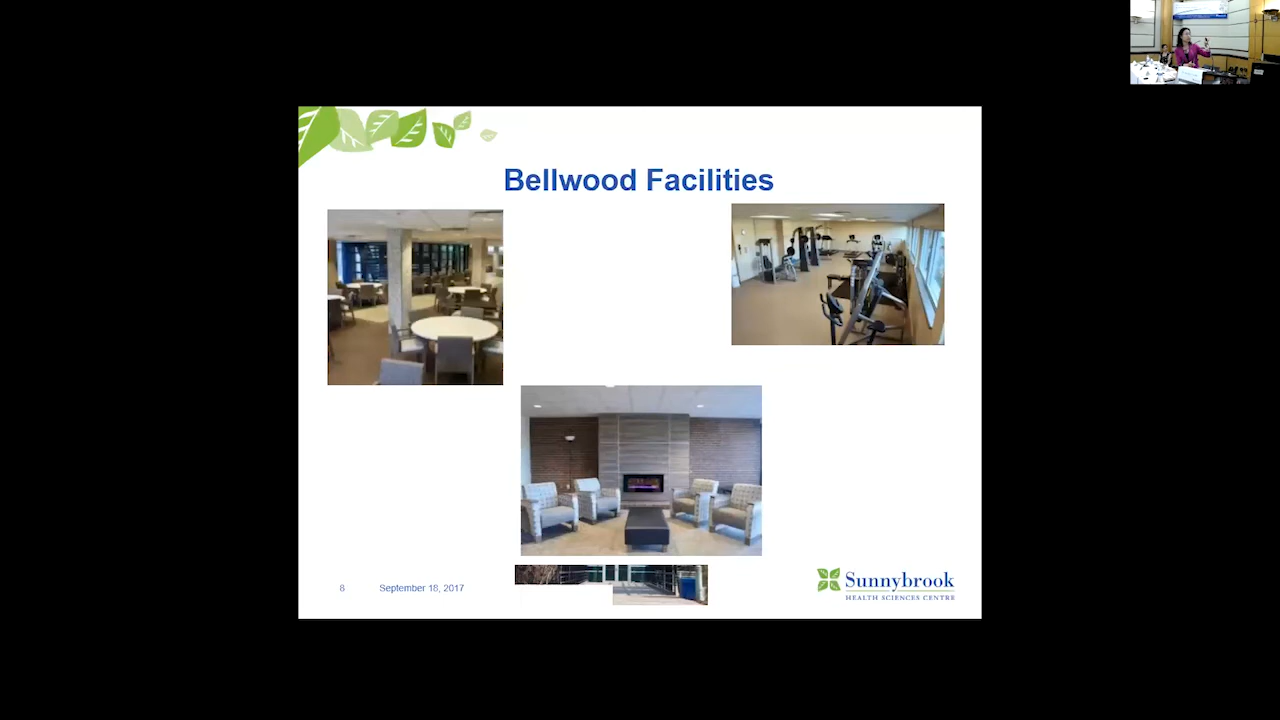 Bellwood Facilities
8 September 18, 2017
Sunnybrook
HEALTH SCIENCES CENTRE